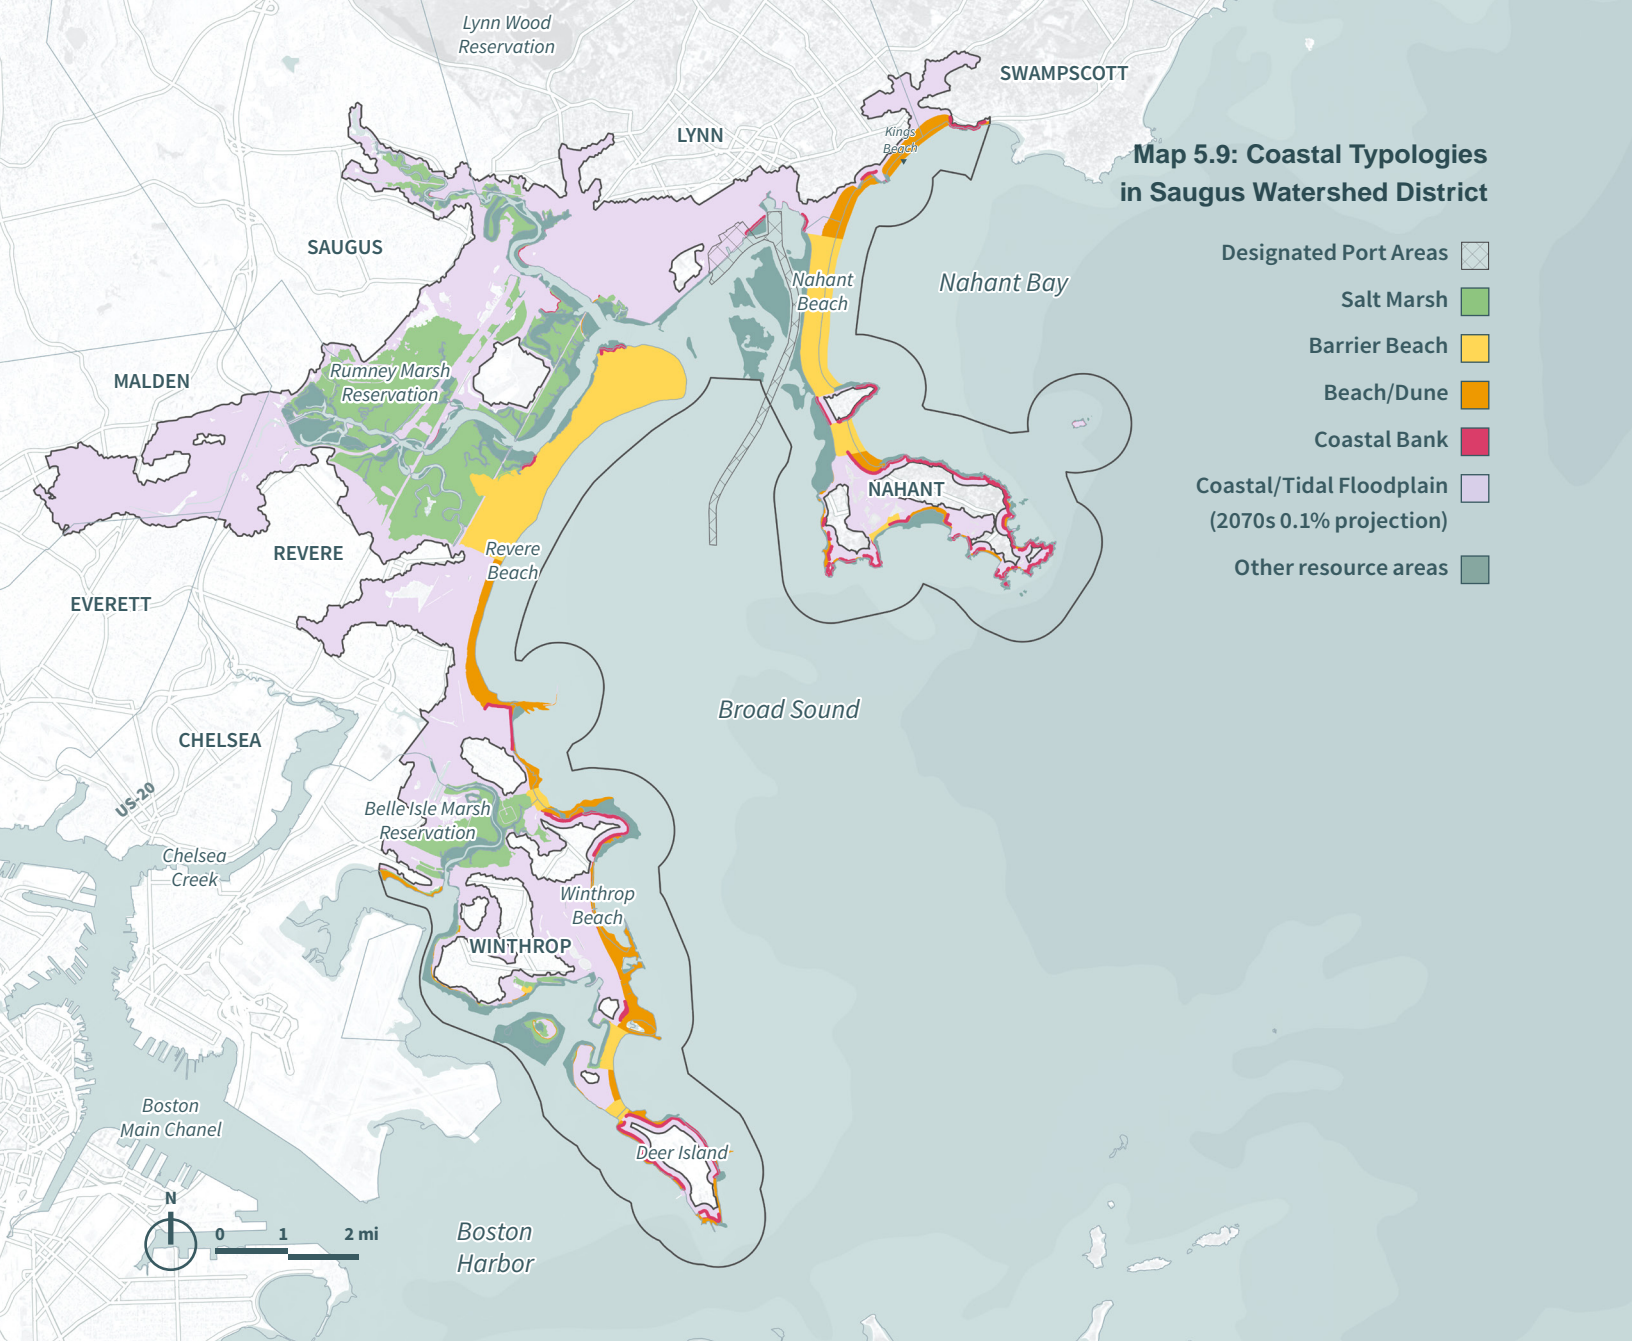 Lynn Wood
Reservation
SWAMPSCOTT
LYNN
Kings
Beach
Map 5.9: Coastal Typologies
in Saugus Watershed District
SAUGUS
Designated Port Areas
Nahant
Beach
Nahant Bay
Salt Marsh
Barrier Beach
MALDEN
Rumney Marsh
Reservation
Beach/Dune
Coastal Bank
NAHANT
Coastal/Tidal Floodplain
(2070s 0.1% projection)
REVERE
Revere
Beach
Other resource areas
EVERETT
Broad Sound
CHELSEA
US-20
Belle Isle Marsh
Reservation
Chelsea
Creek
Winthrop
Beach
WINTHROP
Boston
Main Chanel
Deer Island
N
0 1 2 mi
Boston
Harbor